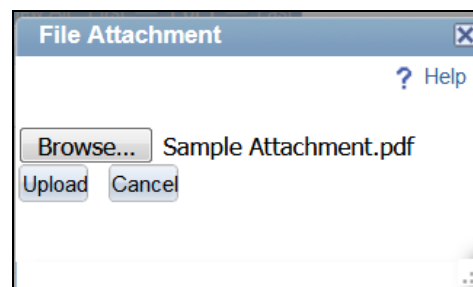 File Attachment
? Help
Browse... Sample Attachment.pdf
Upload Cancel